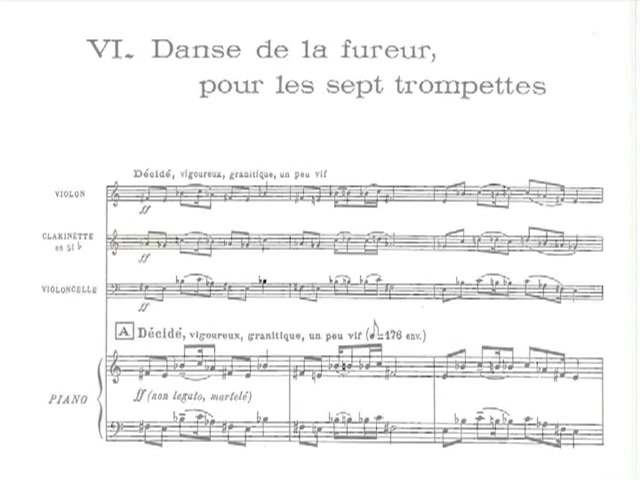 VI. Danse de la fureur,
pour les sept trompettes
Décidé, vigoureux, granitique, un peu vif
VIOLON
ff
CLARINETTE
en si♭
ff
VIOLONCELLE
ff
A Décidé, vigoureux, granitique, un peu vif (♪=176 env.)
PIANO
ff (non legato, martelé)